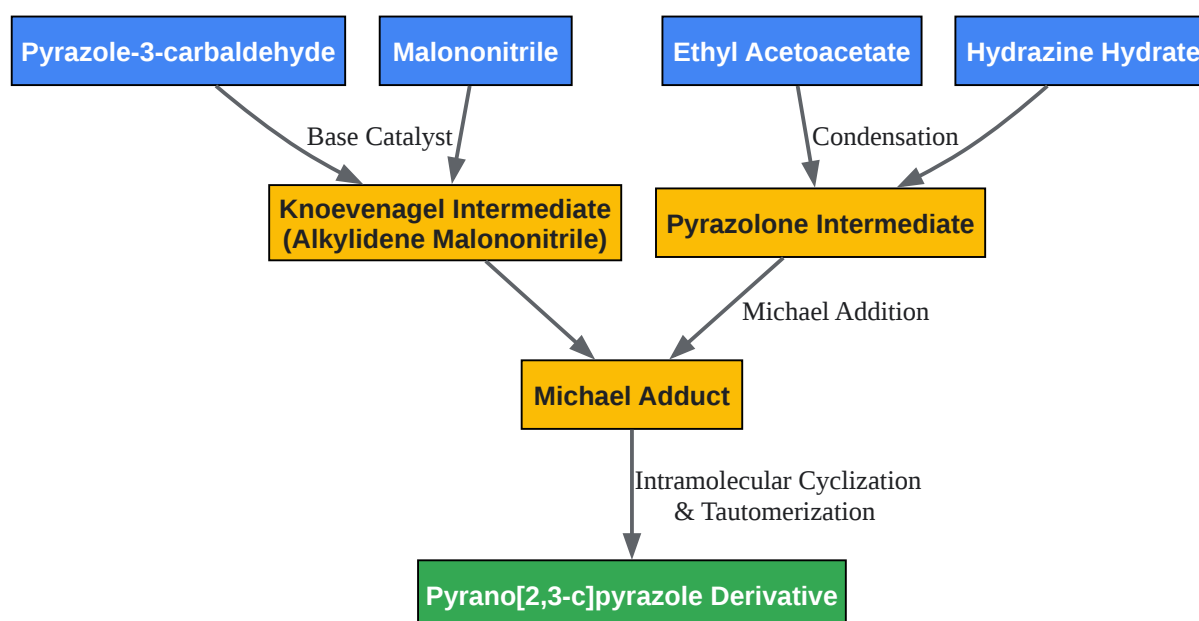 Pyrazole-3-carbaldehyde
Malononitrile
Ethyl Acetoacetate
Hydrazine Hydrate
Base Catalyst
Condensation
Knoevenagel Intermediate
(Alkylidene Malononitrile)
Pyrazolone Intermediate
Michael Addition
Michael Adduct
Intramolecular Cyclization
& Tautomerization
Pyrano[2,3-c]pyrazole Derivative